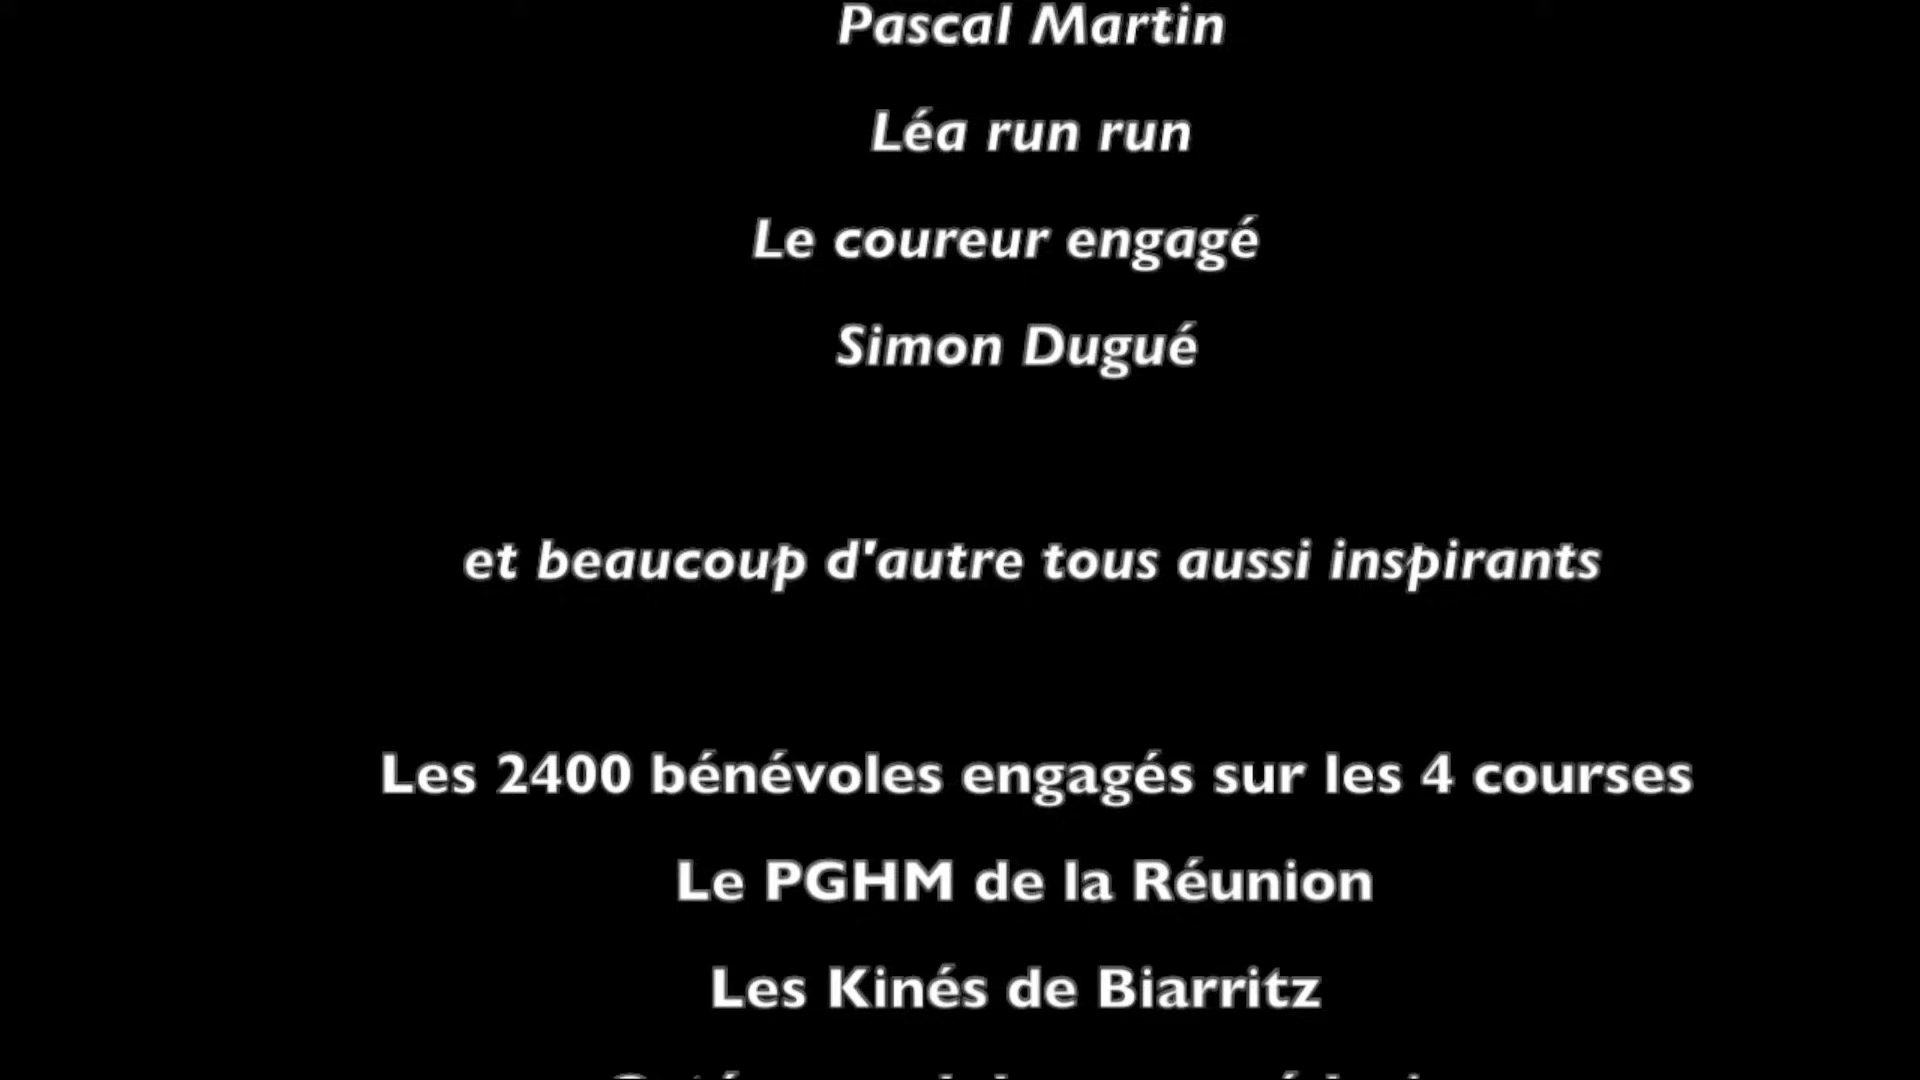 Pascal Martin
Léa run run
Le coureur engagé
Simon Dugué
et beaucoup d'autre tous aussi inspirants
Les 2400 bénévoles engagés sur les 4 courses
Le PGHM de la Réunion
Les Kinés de Biarritz